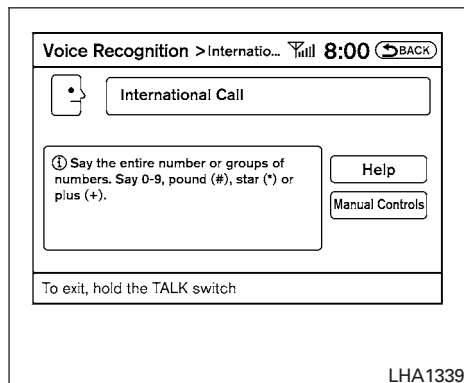 Voice Recognition >Internatio... 8:00 BACK
International Call
ⓘ Say the entire number or groups of
numbers. Say 0-9, pound (#), star (*) or
plus (+).
Help
Manual Controls
To exit, hold the TALK switch
LHA1339